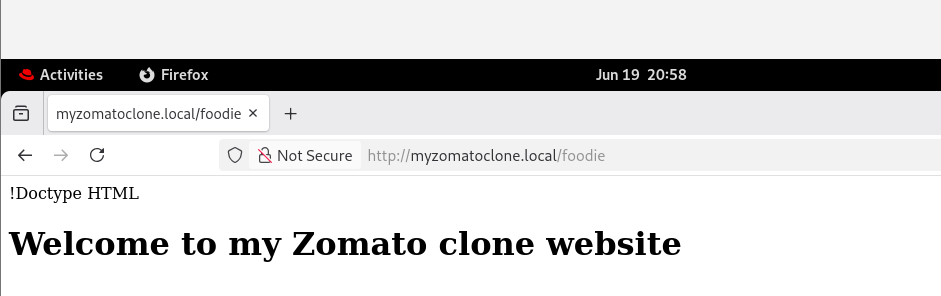 Activities Firefox Jun 19 20:58
myzomatoclone.local/foodie × +
Not Secure http://myzomatoclone.local/foodie
!Doctype HTML
Welcome to my Zomato clone website